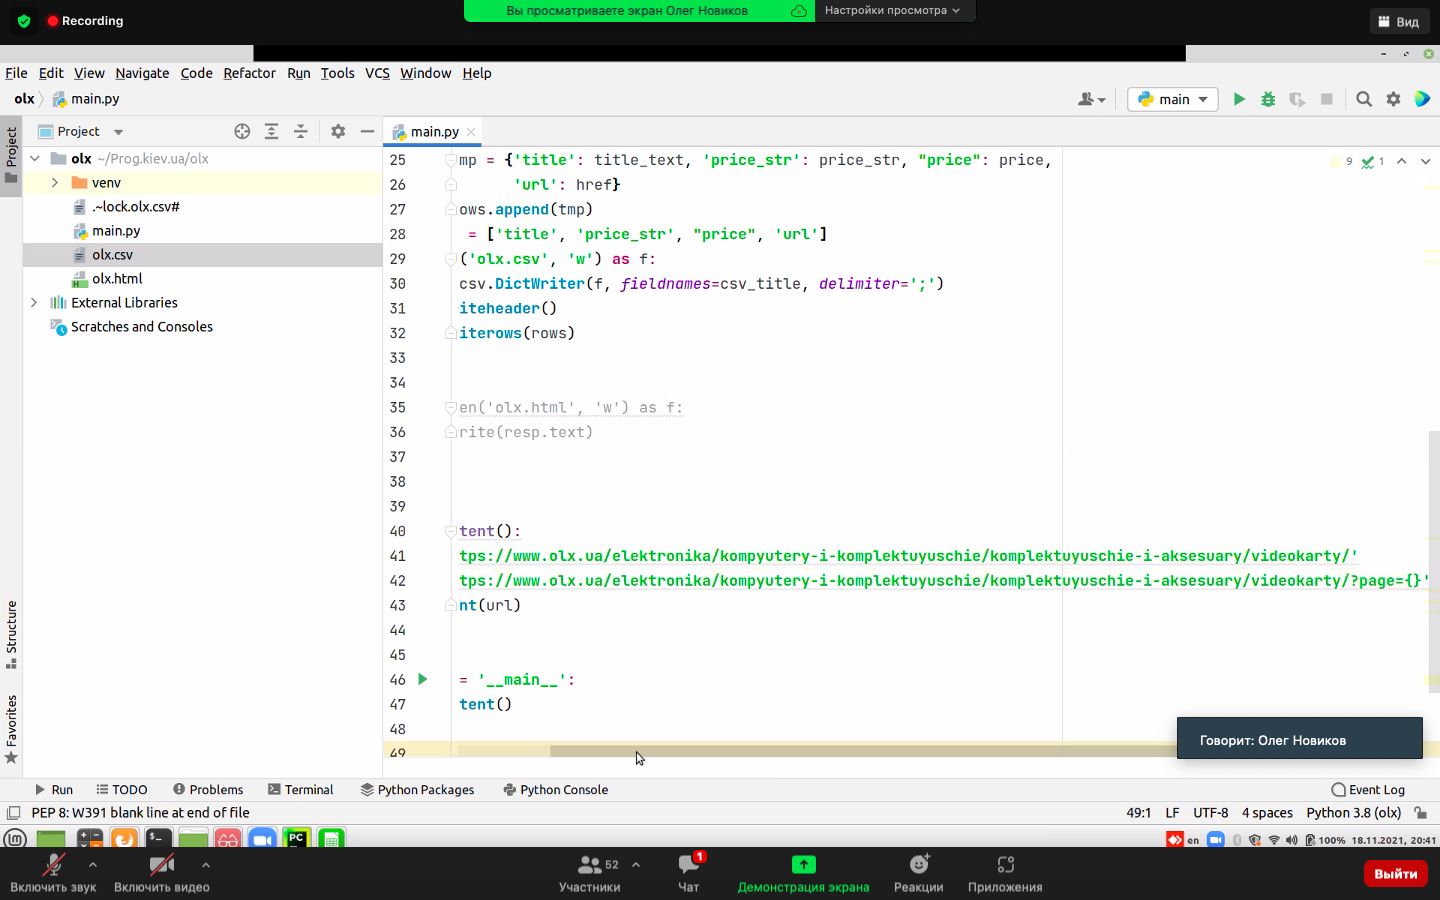 Recording
Вы просматриваете экран Олег Новиков
Настройки просмотра
Вид
File Edit View Navigate Code Refactor Run Tools VCS Window Help
olx main.py
main
Project
main.py
Project
olx ~/Prog.kiev.ua/olx
venv
.~lock.olx.csv#
main.py
olx.csv
olx.html
External Libraries
Scratches and Consoles
Structure
Favorites
9 1
25 mp = {'title': title_text, 'price_str': price_str, "price": price,
26 'url': href}
27 ows.append(tmp)
28 = ['title', 'price_str', "price", 'url']
29 ('olx.csv', 'w') as f:
30 csv.DictWriter(f, fieldnames=csv_title, delimiter=';')
31 iteheader()
32 iterows(rows)
33
34
35 en('olx.html', 'w') as f:
36 rite(resp.text)
37
38
39
40 tent():
41 tps://www.olx.ua/elektronika/kompyutery-i-komplektuyuschie/komplektuyuschie-i-aksesuary/videokarty/'
42 tps://www.olx.ua/elektronika/kompyutery-i-komplektuyuschie/komplektuyuschie-i-aksesuary/videokarty/?page={}'
43 nt(url)
44
45
46 = '__main__':
47 tent()
48
49
Говорит: Олег Новиков
Run TODO Problems Terminal Python Packages Python Console Event Log
PEP 8: W391 blank line at end of file 49:1 LF UTF-8 4 spaces Python 3.8 (olx)
PC
en 100% 18.11.2021, 20:41
Включить звук
Включить видео
52
Участники
1
Чат
Демонстрация экрана
Реакции
Приложения
Выйти